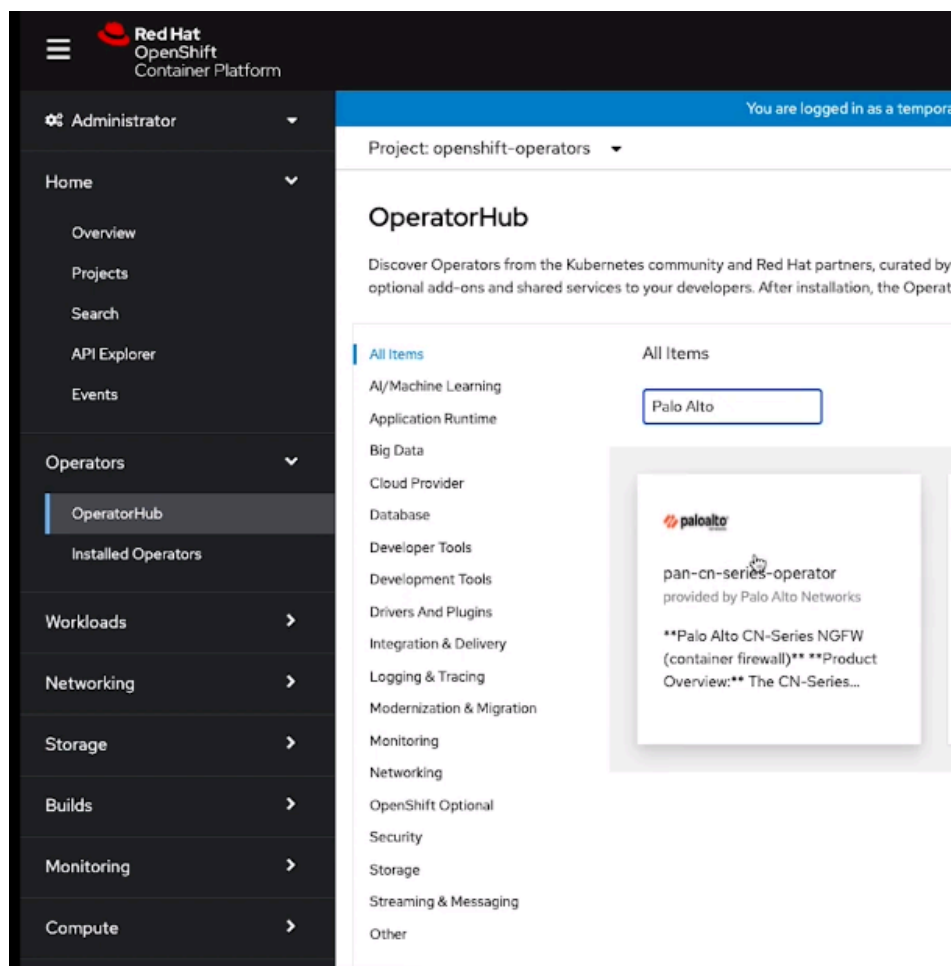 Red Hat
OpenShift
Container Platform
Administrator
Home
Overview
Projects
Search
API Explorer
Events
Operators
OperatorHub
Installed Operators
Workloads
Networking
Storage
Builds
Monitoring
Compute
You are logged in as a tempora
Project: openshift-operators
OperatorHub
Discover Operators from the Kubernetes community and Red Hat partners, curated by
optional add-ons and shared services to your developers. After installation, the Operat
All Items
AI/Machine Learning
Application Runtime
Big Data
Cloud Provider
Database
Developer Tools
Development Tools
Drivers And Plugins
Integration & Delivery
Logging & Tracing
Modernization & Migration
Monitoring
Networking
OpenShift Optional
Security
Storage
Streaming & Messaging
Other
All Items
Palo Alto
paloalto
pan-cn-series-operator
provided by Palo Alto Networks
**Palo Alto CN-Series NGFW
(container firewall)** **Product
Overview:** The CN-Series...